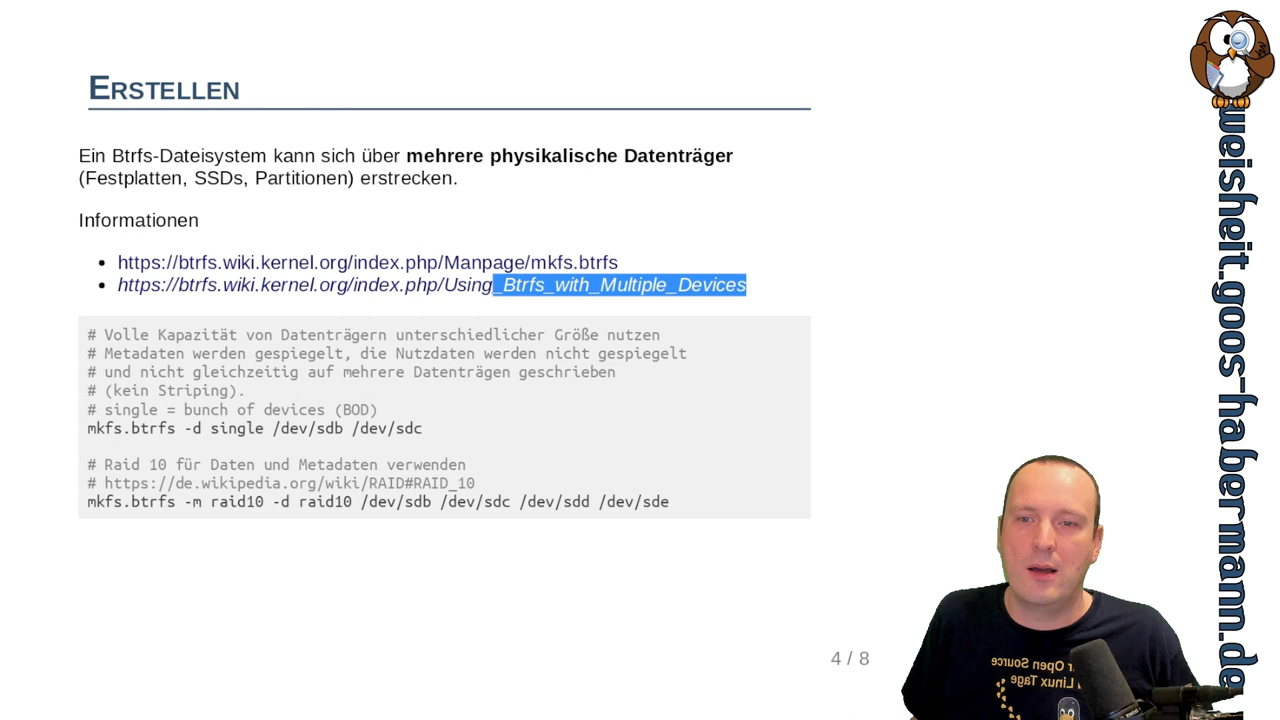 ERSTELLEN
Ein Btrfs-Dateisystem kann sich über mehrere physikalische Datenträger
(Festplatten, SSDs, Partitionen) erstrecken.
Informationen
• https://btrfs.wiki.kernel.org/index.php/Manpage/mkfs.btrfs
• https://btrfs.wiki.kernel.org/index.php/Using_Btrfs_with_Multiple_Devices
# Volle Kapazität von Datenträgern unterschiedlicher Größe nutzen
# Metadaten werden gespiegelt, die Nutzdaten werden nicht gespiegelt
# und nicht gleichzeitig auf mehrere Datenträgen geschrieben
# (kein Striping).
# single = bunch of devices (BOD)
mkfs.btrfs -d single /dev/sdb /dev/sdc
# Raid 10 für Daten und Metadaten verwenden
# https://de.wikipedia.org/wiki/RAID#RAID_10
mkfs.btrfs -m raid10 -d raid10 /dev/sdb /dev/sdc /dev/sdd /dev/sde
4 / 8
weisheit.goos-habermann.de
r Open Source
Linux Tage